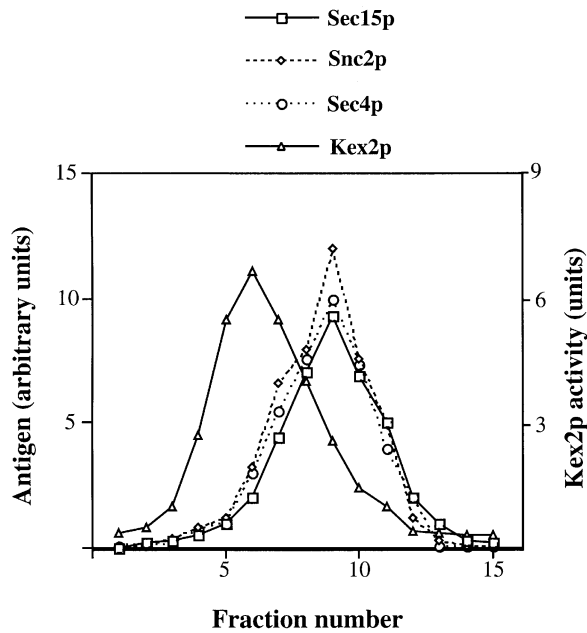 Sec15p
Snc2p
Sec4p
Kex2p
15
9
10
6
5
3
5
10
15
Antigen (arbitrary units)
Kex2p activity (units)
Fraction number